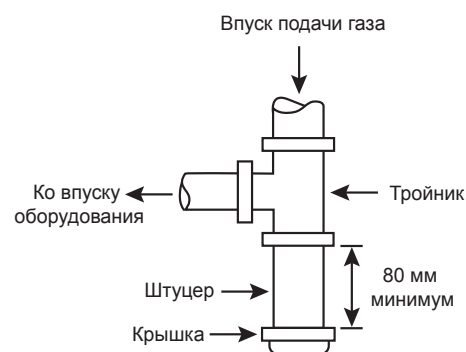 Впуск подачи газа
Ко впуску
оборудования
Тройник
80 мм
минимум
Штуцер
Крышка